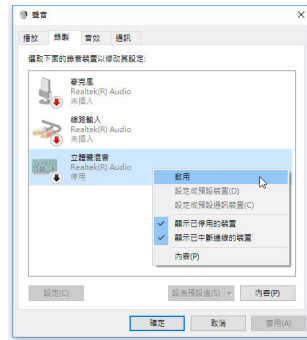 聲音
播放 錄製 音效 通訊
選取下面的錄音裝置以修改其設定:
麥克風
Realtek(R) Audio
未插入
線路輸入
Realtek(R) Audio
未插入
立體聲混音
Realtek(R) Audio
停用
啟用
設定成預設裝置(D)
設定成預設通訊裝置(C)
顯示已停用的裝置
顯示已中斷連線的裝置
內容(P)
設定(C) 設為預設值(S) 內容(P)
確定 取消 套用(A)